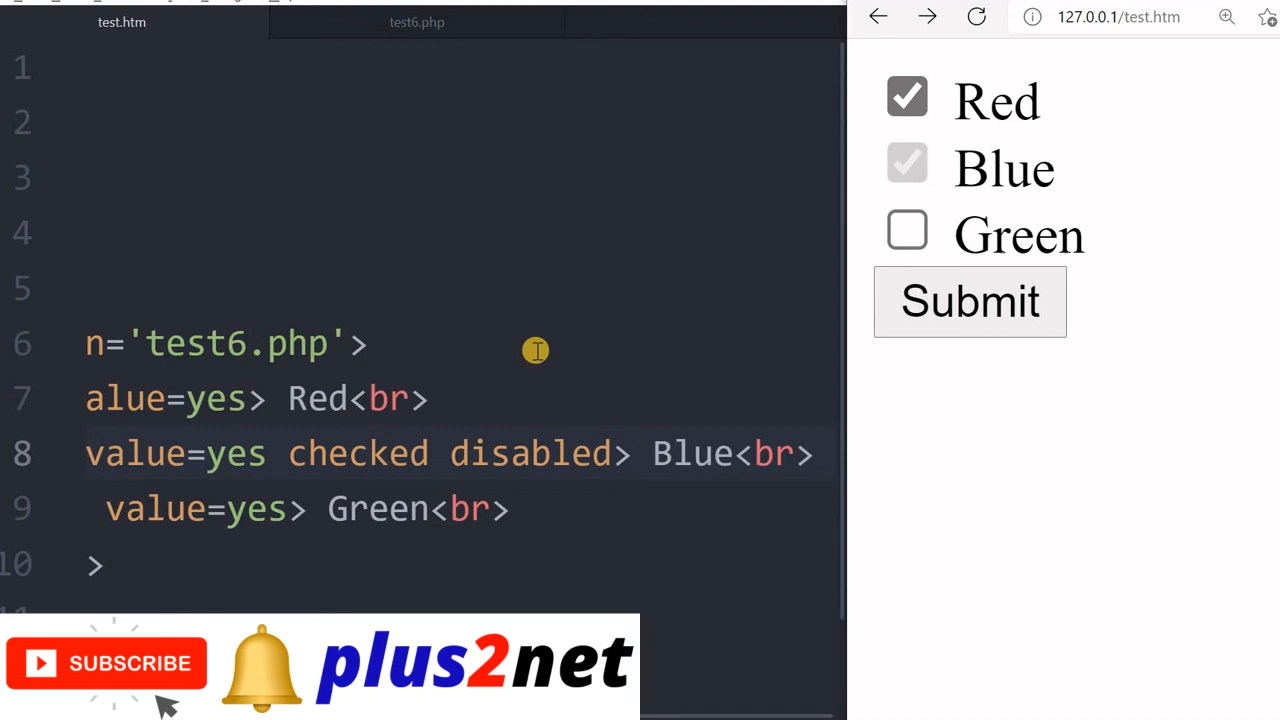 test.htm
test6.php
127.0.0.1/test.htm
1
2
3
4
5
6 n='test6.php'>
7 alue=yes> Red<br>
8 value=yes checked disabled> Blue<br>
9 value=yes> Green<br>
10 >
Red
Blue
Green
Submit
SUBSCRIBE
plus2net